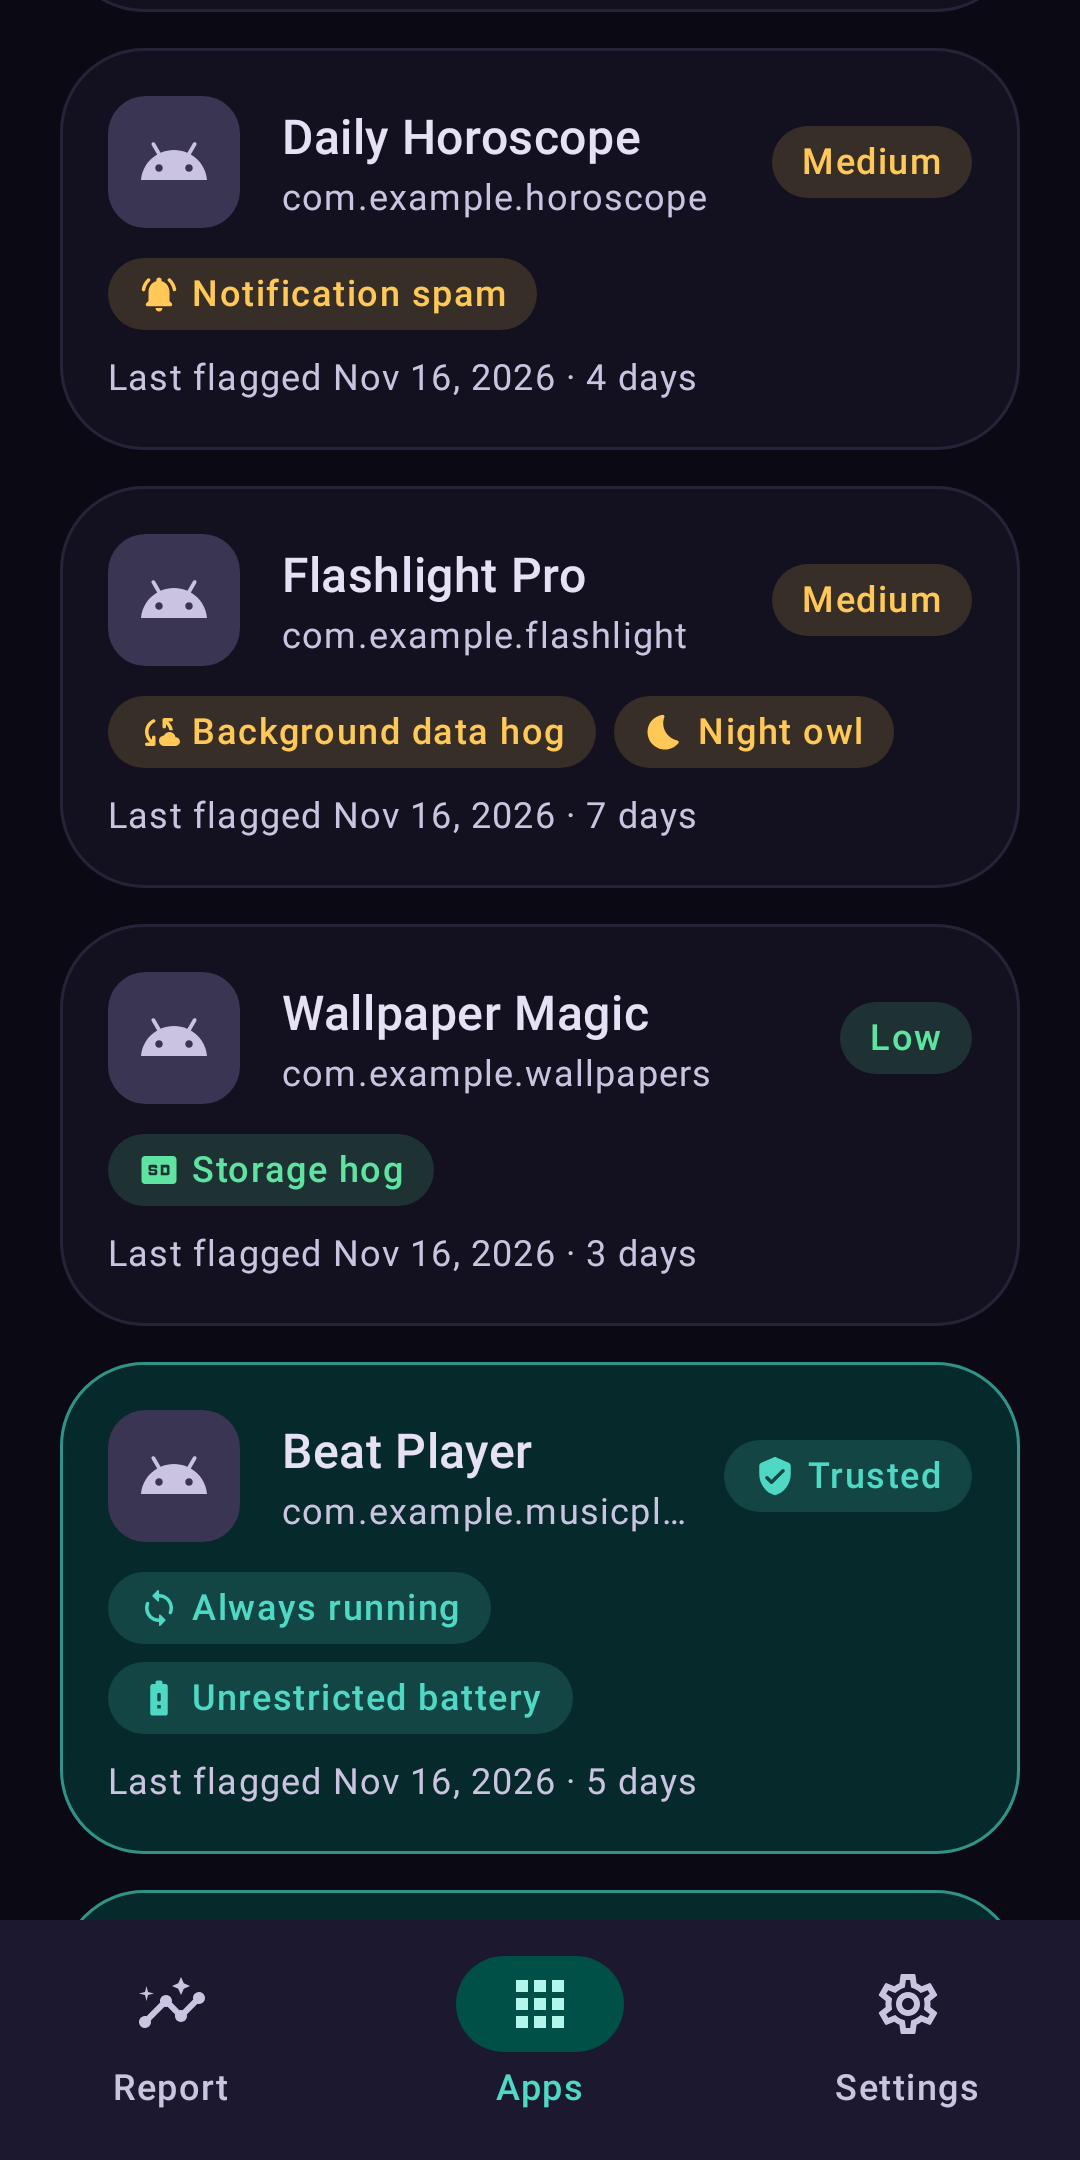 Daily Horoscope
com.example.horoscope
Medium
Notification spam
Last flagged Nov 16, 2026 · 4 days
Flashlight Pro
com.example.flashlight
Medium
Background data hog
Night owl
Last flagged Nov 16, 2026 · 7 days
Wallpaper Magic
com.example.wallpapers
Low
SD
Storage hog
Last flagged Nov 16, 2026 · 3 days
Beat Player
com.example.musicpl…
Trusted
Always running
Unrestricted battery
Last flagged Nov 16, 2026 · 5 days
Report
Apps
Settings